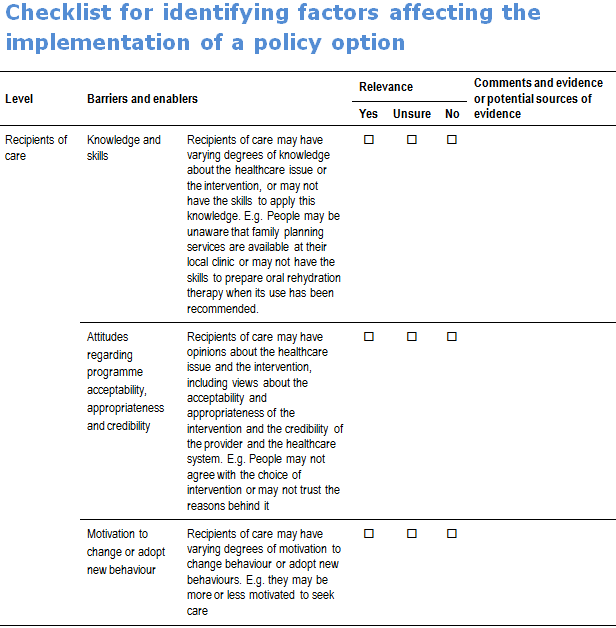 Checklist for identifying factors affecting the
implementation of a policy option
Level
Barriers and enablers
Relevance
Yes Unsure No
Comments and evidence
or potential sources of
evidence
Recipients of
care
Knowledge and
skills
Recipients of care may have
varying degrees of knowledge
about the healthcare issue or
the intervention, or may not
have the skills to apply this
knowledge. E.g. People may be
unaware that family planning
services are available at their
local clinic or may not have the
skills to prepare oral rehydration
therapy when its use has been
recommended.
Attitudes
regarding
programme
acceptability,
appropriateness
and credibility
Recipients of care may have
opinions about the healthcare
issue and the intervention,
including views about the
acceptability and
appropriateness of the
intervention and the credibility of
the provider and the healthcare
system. E.g. People may not
agree with the choice of
intervention or may not trust the
reasons behind it
Motivation to
change or adopt
new behaviour
Recipients of care may have
varying degrees of motivation to
change behaviour or adopt new
behaviours. E.g. they may be
more or less motivated to seek
care